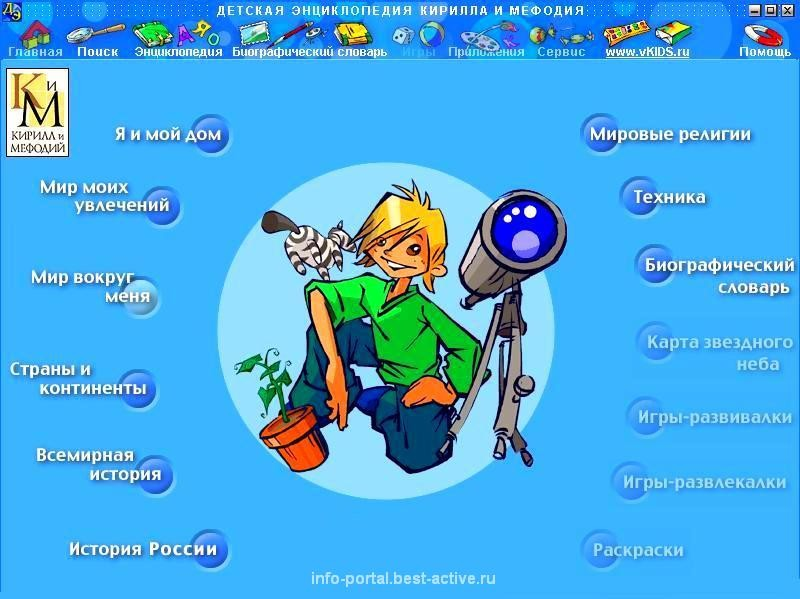 ДЭ
ДЕТСКАЯ ЭНЦИКЛОПЕДИЯ КИРИЛЛА И МЕФОДИЯ
Главная Поиск Энциклопедия Биографический словарь Игры Приложения Сервис www.vKIDS.ru Помощь
К И
М
КИРИЛЛ И
МЕФОДИЙ
Я и мой дом
Мир моих
увлечений
Мир вокруг
меня
Страны и
континенты
Всемирная
история
История России
Мировые религии
Техника
Биографический
словарь
Карта звездного
неба
Игры-развивалки
Игры-развлекалки
Раскраски
info-portal.best-active.ru